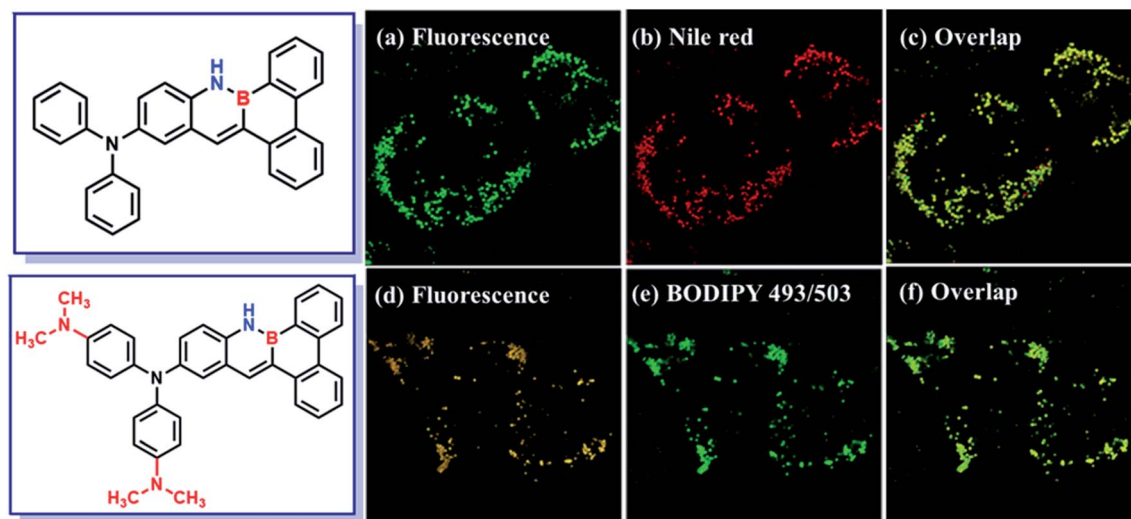 (a) Fluorescence
(b) Nile red
(c) Overlap
H
N
B
N
(d) Fluorescence
(e) BODIPY 493/503
(f) Overlap
CH₃
N
H₃C
H
N
B
N
N
H₃C
CH₃